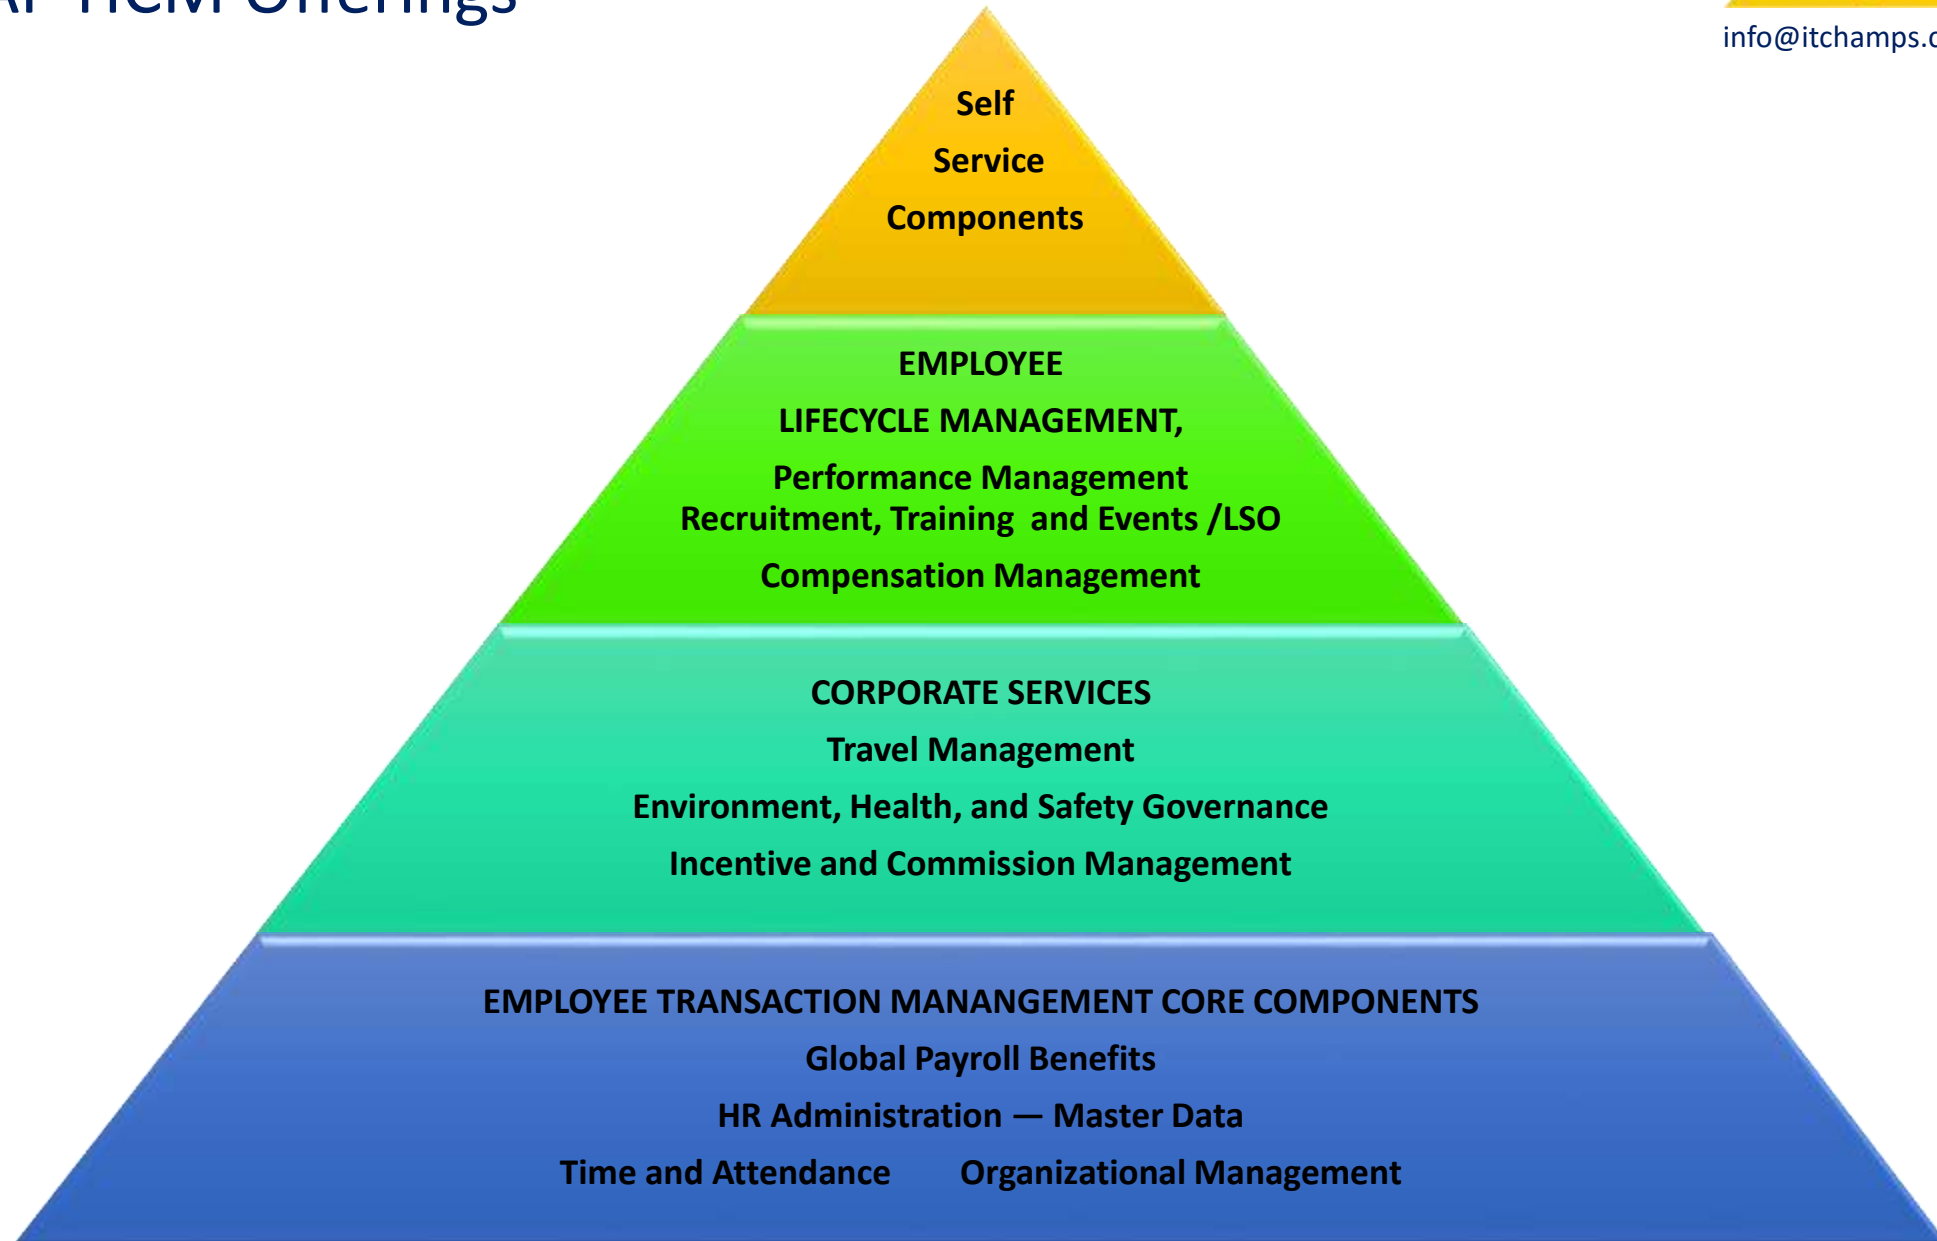 HCM Offerings
info@itchamps.c
Self
Service
Components
EMPLOYEE
LIFECYCLE MANAGEMENT,
Performance Management
Recruitment, Training and Events /LSO
Compensation Management
CORPORATE SERVICES
Travel Management
Environment, Health, and Safety Governance
Incentive and Commission Management
EMPLOYEE TRANSACTION MANANGEMENT CORE COMPONENTS
Global Payroll Benefits
HR Administration — Master Data
Time and Attendance Organizational Management